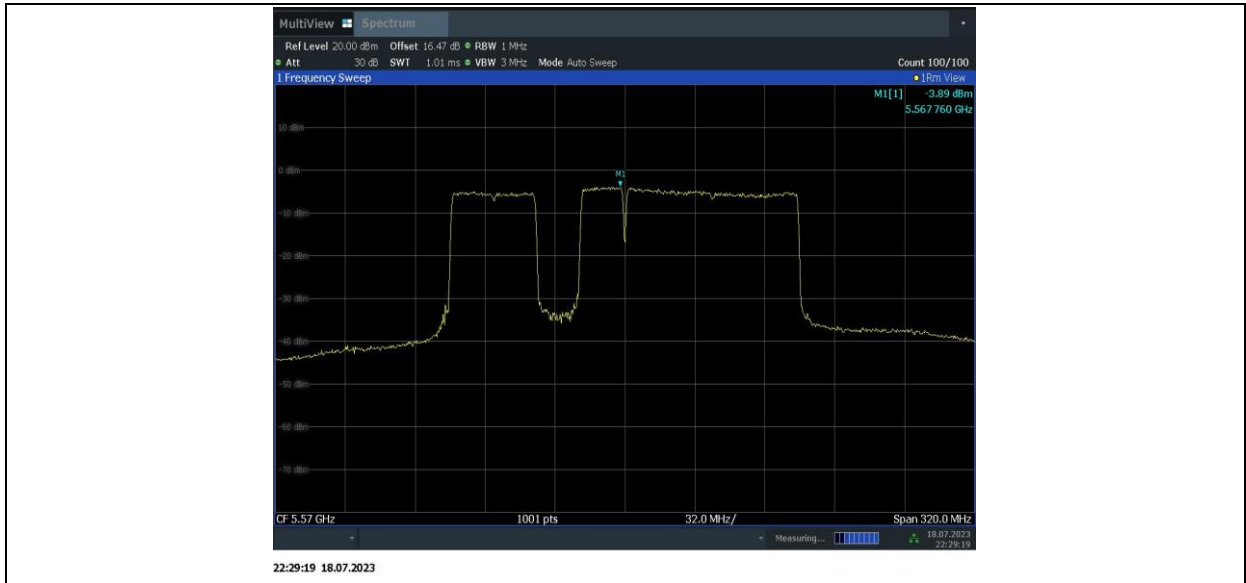 MultiView Spectrum
Ref Level 20.00 dBm Offset 16.47 dB RBW 1 MHz
Att 30 dB SWT 1.01 ms VBW 3 MHz Mode Auto Sweep Count 100/100
1 Frequency Sweep 1Rm View
M1[1] -3.89 dBm
5.567 760 GHz
10 dBm
0 dBm
M1
-10 dBm
-20 dBm
-30 dBm
-40 dBm
-50 dBm
-60 dBm
-70 dBm
CF 5.57 GHz 1001 pts 32.0 MHz/ Span 320.0 MHz
Measuring... 18.07.2023
22:29:19
22:29:19 18.07.2023